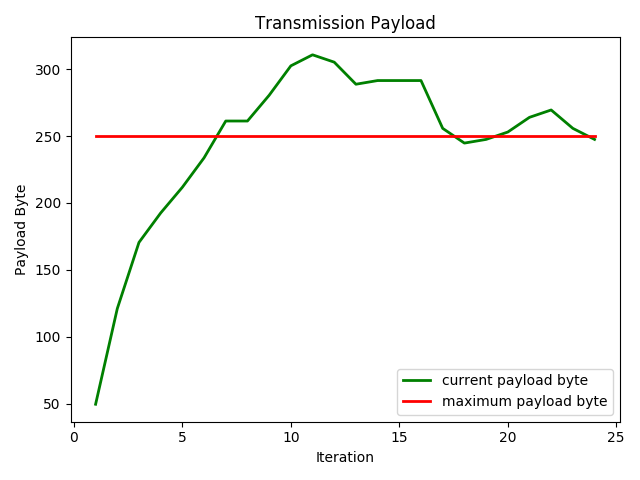 Transmission Payload
300
250
200
150
100
50
Payload Byte
0
5
10
15
20
25
Iteration
current payload byte
maximum payload byte